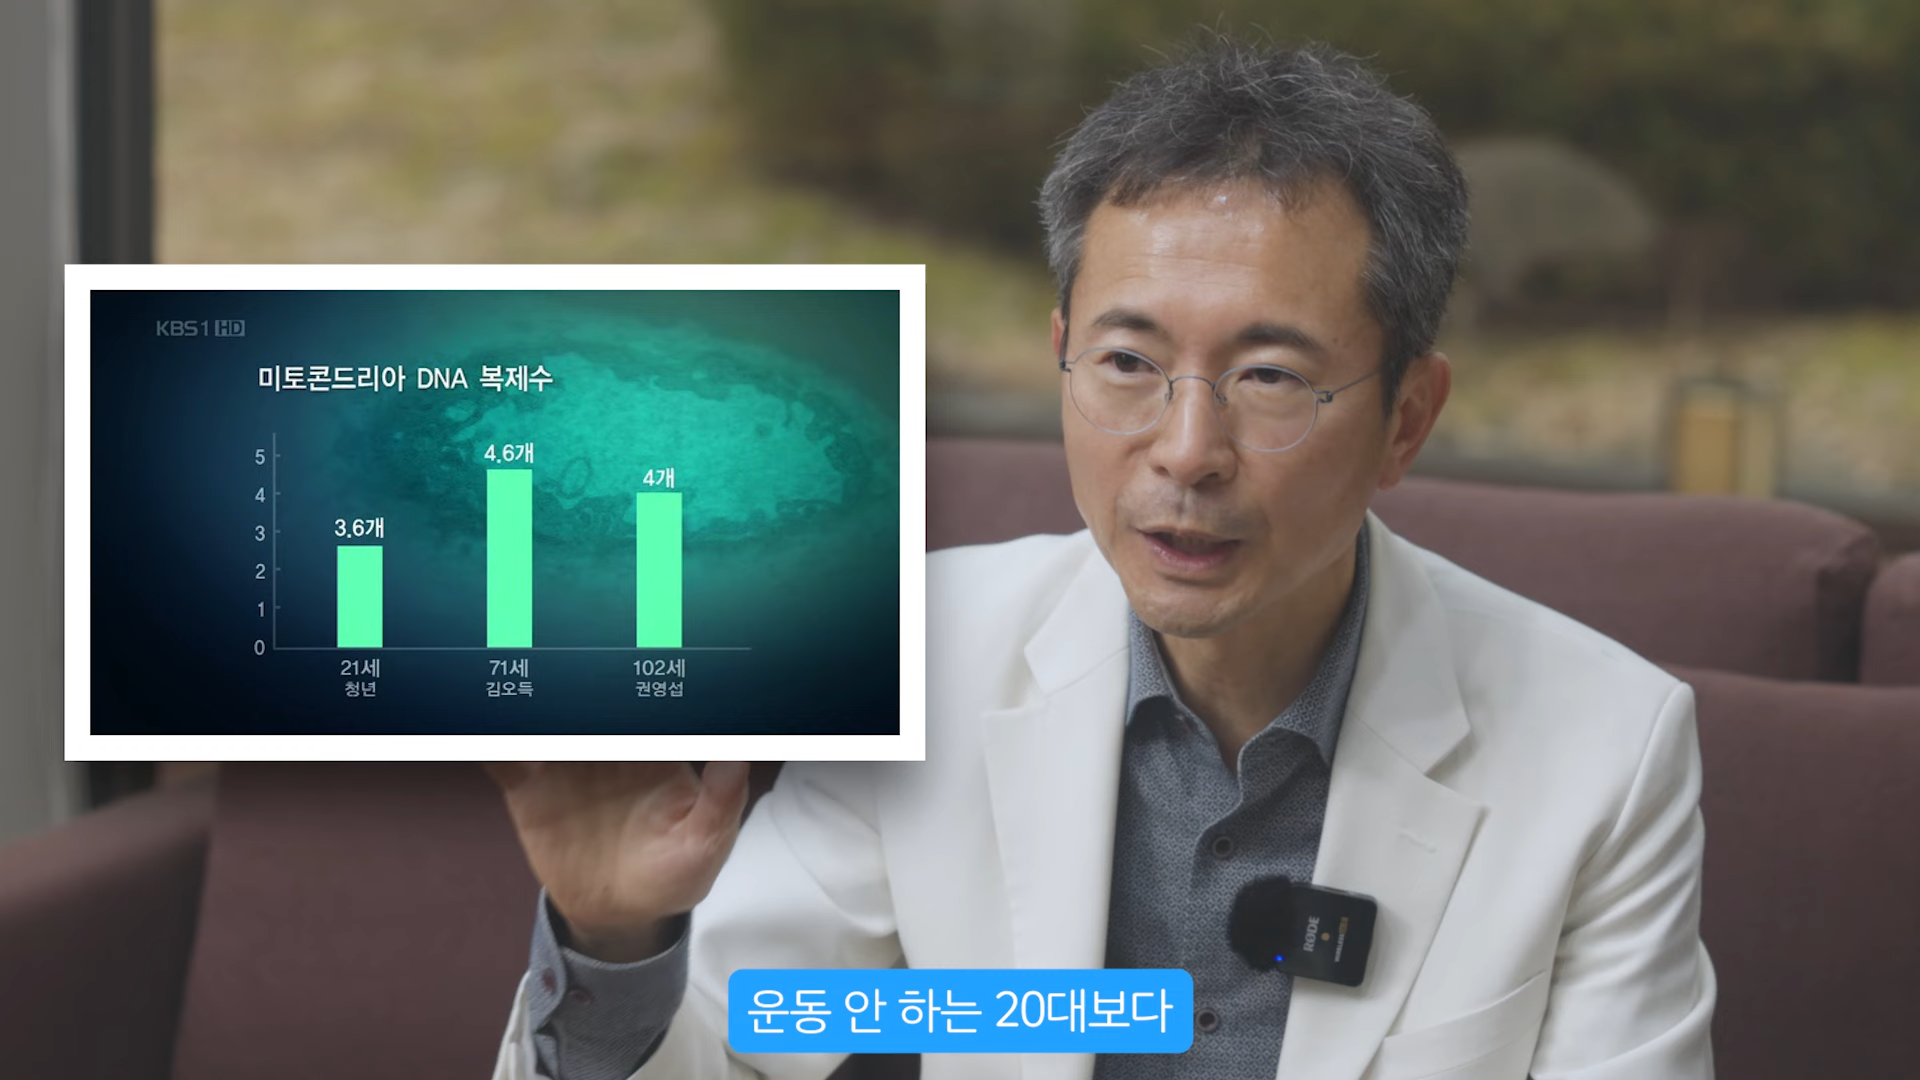 KBS1 HD
미토콘드리아 DNA 복제수
5
4
3
2
1
0
3.6개
4.6개
4개
21세
청년
71세
김오득
102세
권영섭
RØDE
운동 안 하는 20대보다